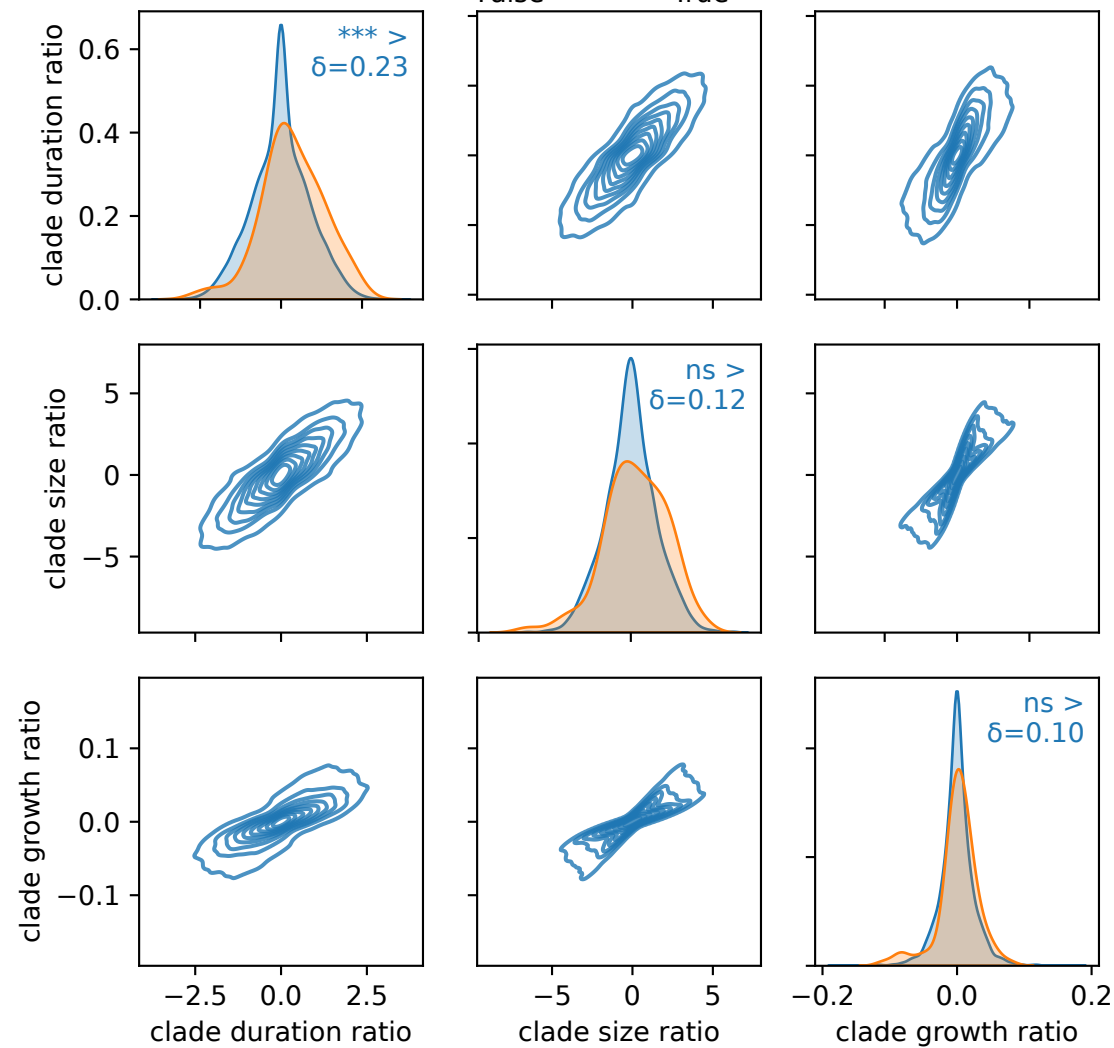 *** >
δ=0.23
0.6
0.4
0.2
0.0
clade duration ratio
ns >
δ=0.12
5
0
−5
clade size ratio
ns >
δ=0.10
0.1
0.0
−0.1
clade growth ratio
−2.5 0.0 2.5
−5 0 5
−0.2 0.0 0.2
clade duration ratio
clade size ratio
clade growth ratio